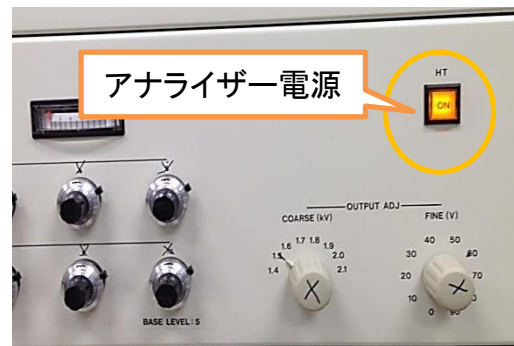 アナライザー電源
HT
ON
OUTPUT ADJ
COARSE (kV)
FINE (V)
1.4 1.5 1.6 1.7 1.8 1.9 2.0 2.1
0 10 20 30 40 50 60 70
BASE LEVEL:5